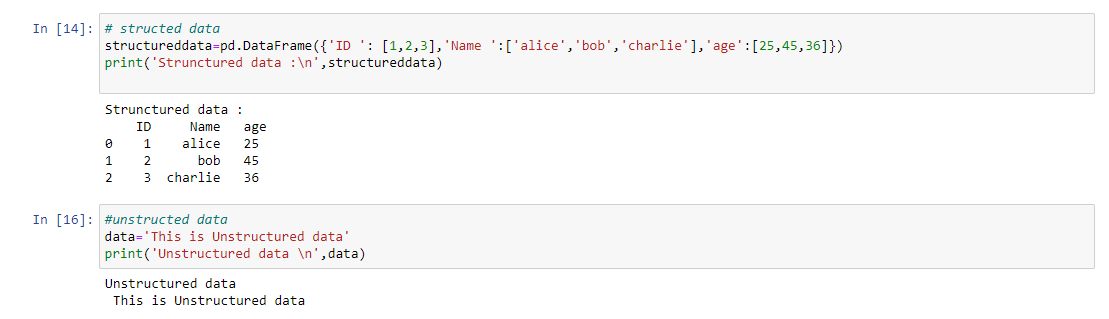 In [14]: # structed data
structureddata=pd.DataFrame({'ID ': [1,2,3],'Name ':['alice','bob','charlie'],'age':[25,45,36]})
print('Strunctured data :\n',structureddata)
Strunctured data :
    ID     Name   age
0    1    alice   25
1    2      bob   45
2    3  charlie   36
In [16]: #unstructed data
data='This is Unstructured data'
print('Unstructured data \n',data)
Unstructured data
 This is Unstructured data